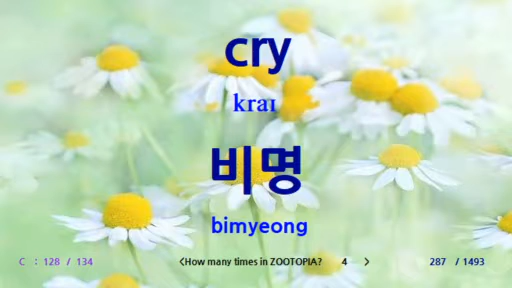 cry
kraɪ
비명
bimyeong
C : 128 / 134 <How many times in ZOOTOPIA? 4 > 287 / 1493